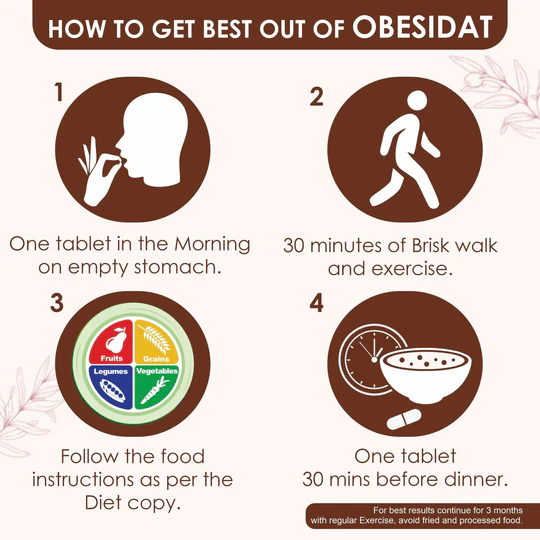 HOW TO GET BEST OUT OF OBESIDAT
1
One tablet in the Morning
on empty stomach.
2
30 minutes of Brisk walk
and exercise.
3
Fruits
Grains
Legumes
Vegetables
Follow the food
instructions as per the
Diet copy.
4
One tablet
30 mins before dinner.
For best results continue for 3 months
with regular Exercise, avoid fried and processed food.